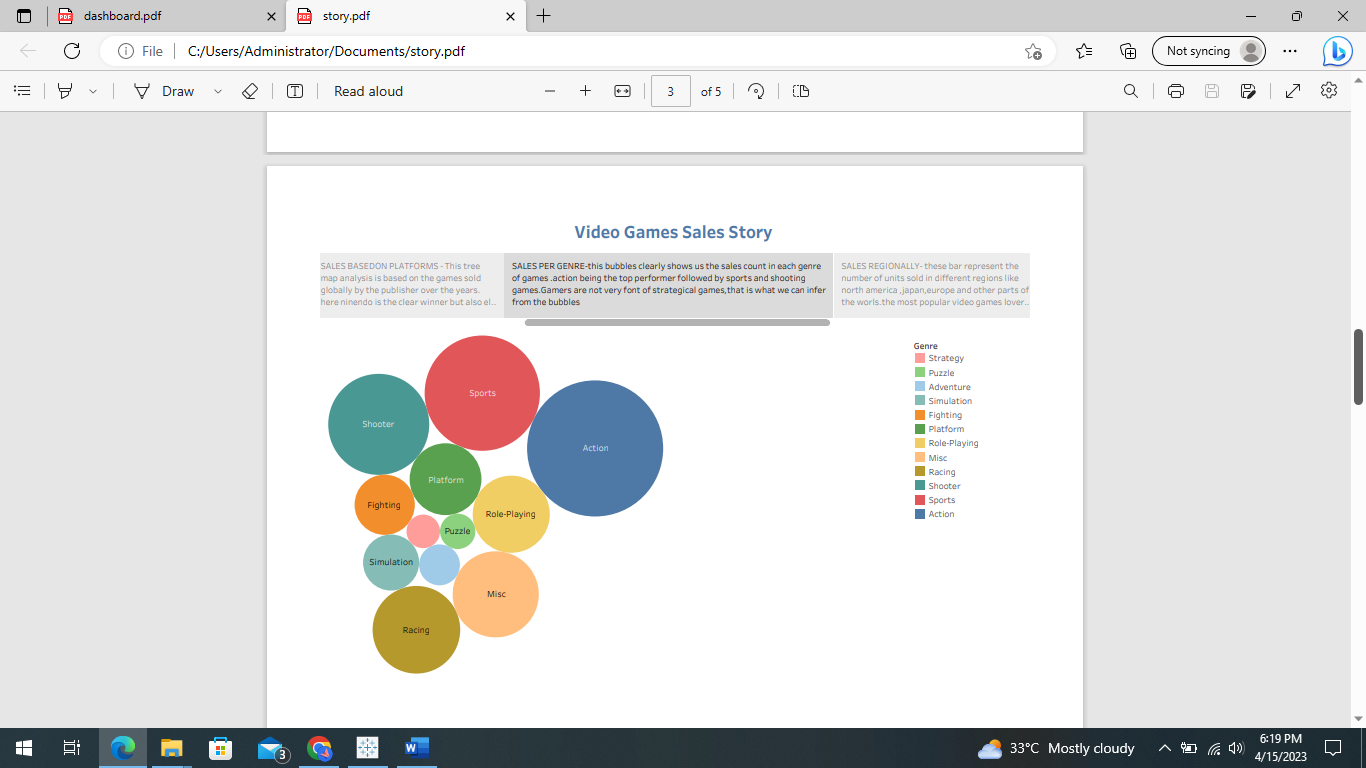 dashboard.pdf
story.pdf
File
C:/Users/Administrator/Documents/story.pdf
Not syncing
Draw
Read aloud
3 of 5
Video Games Sales Story
SALES BASEDON PLATFORMS - This tree
map analysis is based on the games sold
globally by the publisher over the years.
here ninendo is the clear winner but also el..
SALES PER GENRE-this bubbles clearly shows us the sales count in each genre
of games .action being the top performer followed by sports and shooting
games.Gamers are not very font of strategical games,that is what we can infer
from the bubbles
SALES REGIONALLY- these bar represent the
number of units sold in different regions like
north america ,japan,europe and other parts of
the worls.the most popular video games lover..
Sports
Shooter
Action
Platform
Fighting
Role-Playing
Puzzle
Simulation
Misc
Racing
Genre
Strategy
Puzzle
Adventure
Simulation
Fighting
Platform
Role-Playing
Misc
Racing
Shooter
Sports
Action
3
33°C Mostly cloudy
6:19 PM
4/15/2023